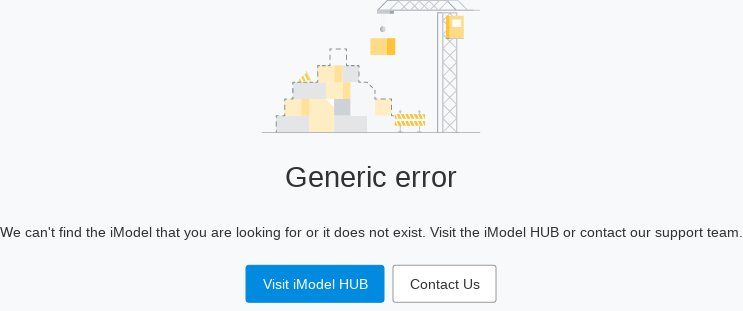 Generic error
We can't find the iModel that you are looking for or it does not exist. Visit the iModel HUB or contact our support team.
Visit iModel HUB
Contact Us